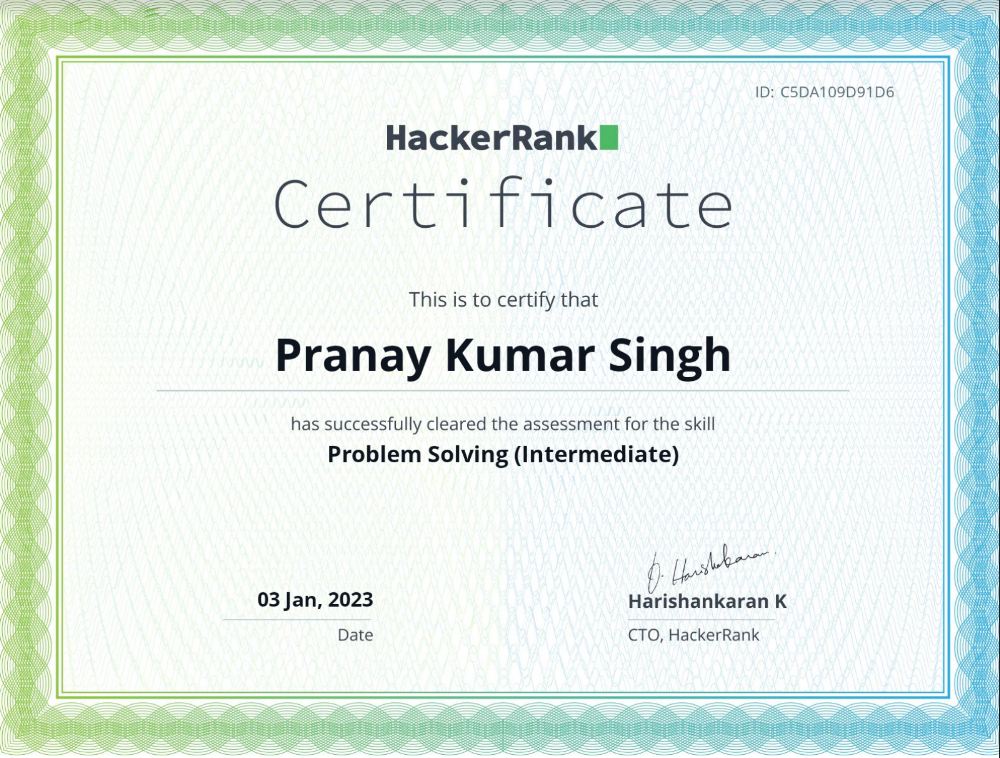 ID: C5DA109D91D6
HackerRank
Certificate
This is to certify that
Pranay Kumar Singh
has successfully cleared the assessment for the skill
Problem Solving (Intermediate)
03 Jan, 2023
Date
Harishankaran K
CTO, HackerRank